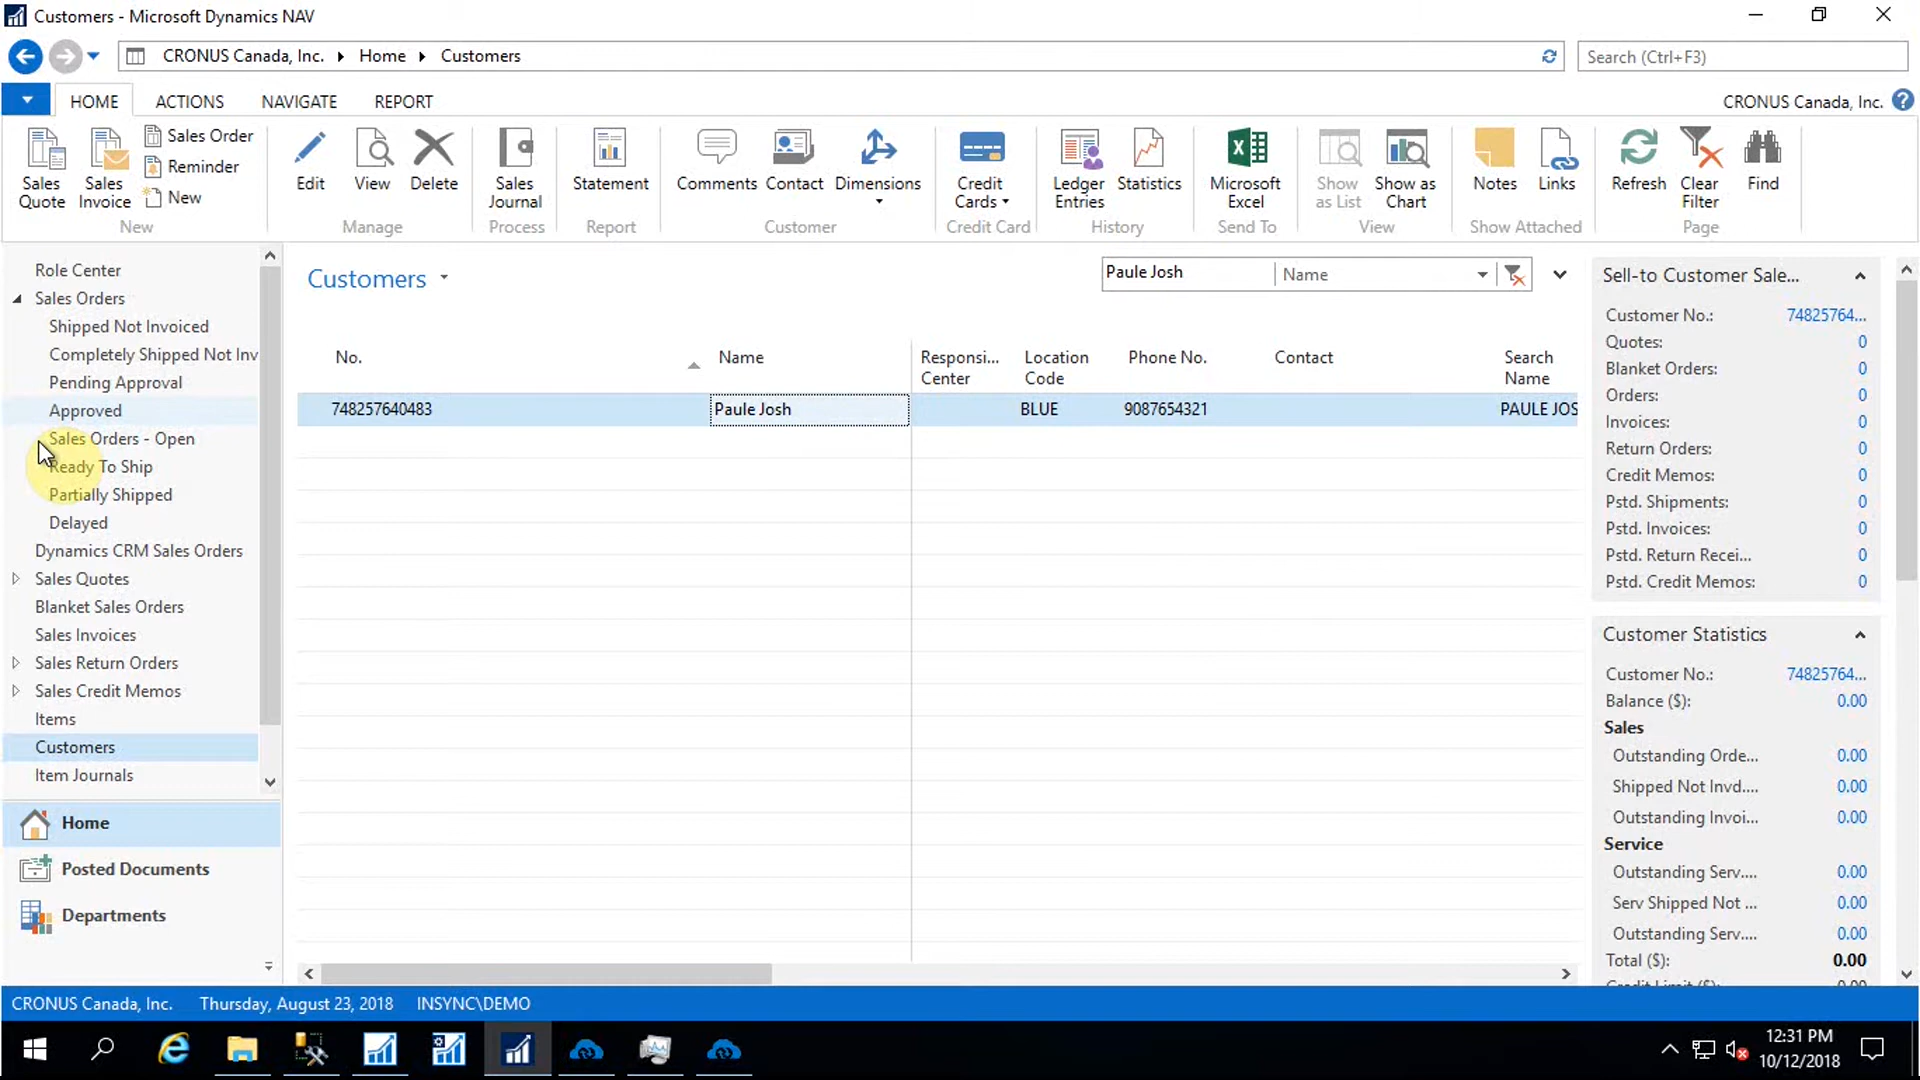 Customers - Microsoft Dynamics NAV
CRONUS Canada, Inc. Home Customers
Search (Ctrl+F3)
HOME ACTIONS NAVIGATE REPORT
CRONUS Canada, Inc.
Sales Quote
Sales Invoice
Sales Order
Reminder
New
New
Edit
View
Delete
Manage
Sales Journal
Process
Statement
Report
Comments
Contact
Dimensions
Customer
Credit Cards
Credit Card
Ledger Entries
Statistics
History
Microsoft Excel
Send To
Show as List
Show as Chart
View
Notes
Links
Show Attached
Refresh
Clear Filter
Find
Page
Role Center
Sales Orders
Shipped Not Invoiced
Completely Shipped Not Inv
Pending Approval
Approved
Sales Orders - Open
Ready To Ship
Partially Shipped
Delayed
Dynamics CRM Sales Orders
Sales Quotes
Blanket Sales Orders
Sales Invoices
Sales Return Orders
Sales Credit Memos
Items
Customers
Item Journals
Home
Posted Documents
Departments
Customers
Paule Josh Name
No. Name Responsi... Center Location Code Phone No. Contact Search Name
748257640483 Paule Josh BLUE 9087654321 PAULE JOS
Sell-to Customer Sale...
Customer No.: 74825764...
Quotes: 0
Blanket Orders: 0
Orders: 0
Invoices: 0
Return Orders: 0
Credit Memos: 0
Pstd. Shipments: 0
Pstd. Invoices: 0
Pstd. Return Recei... 0
Pstd. Credit Memos: 0
Customer Statistics
Customer No.: 74825764...
Balance ($): 0.00
Sales
Outstanding Orde... 0.00
Shipped Not Invd.... 0.00
Outstanding Invoi... 0.00
Service
Outstanding Serv.... 0.00
Serv Shipped Not ... 0.00
Outstanding Serv.... 0.00
Total ($): 0.00
Credit Limit ($): 0.00
CRONUS Canada, Inc. Thursday, August 23, 2018 INSYNC\DEMO
12:31 PM
10/12/2018